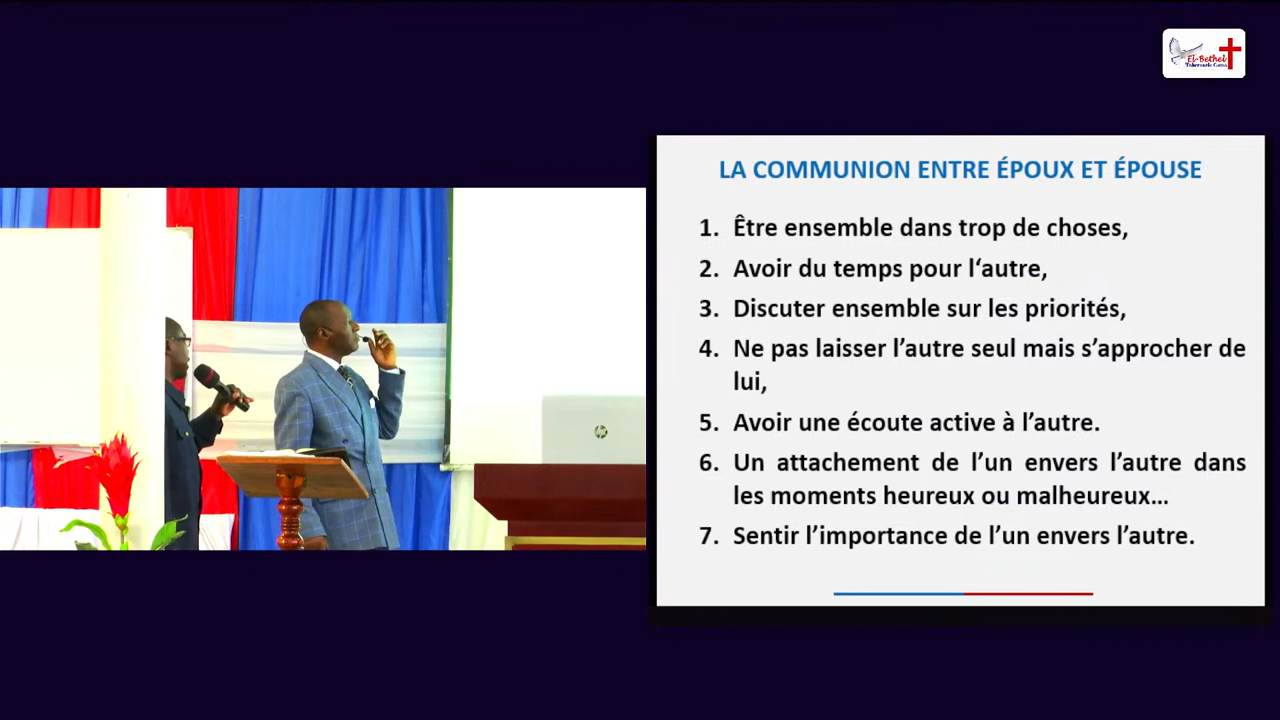 El-Bethel
LA COMMUNION ENTRE ÉPOUX ET ÉPOUSE
1. Être ensemble dans trop de choses,
2. Avoir du temps pour l‘autre,
3. Discuter ensemble sur les priorités,
4. Ne pas laisser l’autre seul mais s’approcher de
lui,
5. Avoir une écoute active à l’autre.
6. Un attachement de l’un envers l’autre dans
les moments heureux ou malheureux…
7. Sentir l’importance de l’un envers l’autre.
hp